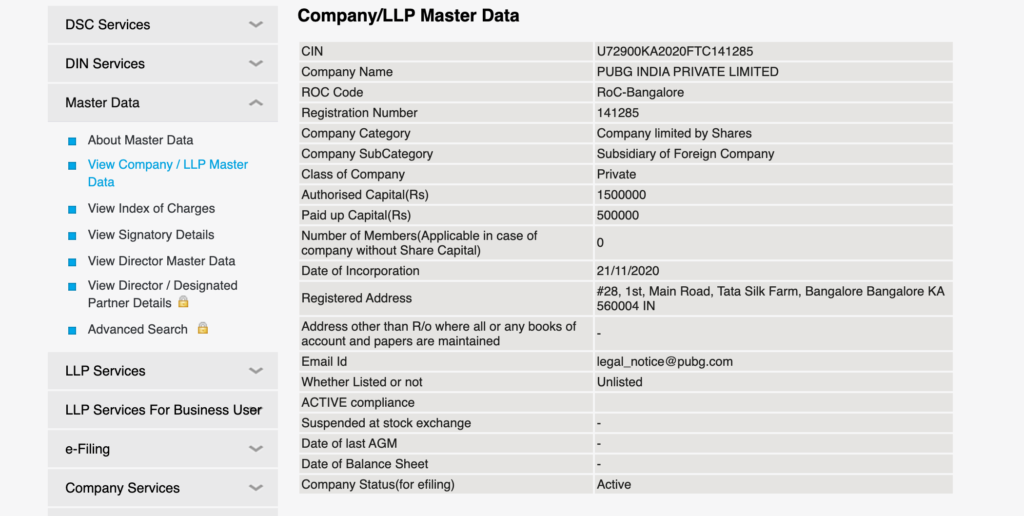 DSC Services
DIN Services
Master Data
About Master Data
View Company / LLP Master
Data
View Index of Charges
View Signatory Details
View Director Master Data
View Director / Designated
Partner Details
Advanced Search
LLP Services
LLP Services For Business User
e-Filing
Company Services
Company/LLP Master Data
CIN U72900KA2020FTC141285
Company Name PUBG INDIA PRIVATE LIMITED
ROC Code RoC-Bangalore
Registration Number 141285
Company Category Company limited by Shares
Company SubCategory Subsidiary of Foreign Company
Class of Company Private
Authorised Capital(Rs) 1500000
Paid up Capital(Rs) 500000
Number of Members(Applicable in case of
company without Share Capital) 0
Date of Incorporation 21/11/2020
Registered Address #28, 1st, Main Road, Tata Silk Farm, Bangalore Bangalore KA
560004 IN
Address other than R/o where all or any books of
account and papers are maintained -
Email Id legal_notice@pubg.com
Whether Listed or not Unlisted
ACTIVE compliance
Suspended at stock exchange -
Date of last AGM -
Date of Balance Sheet -
Company Status(for efiling) Active